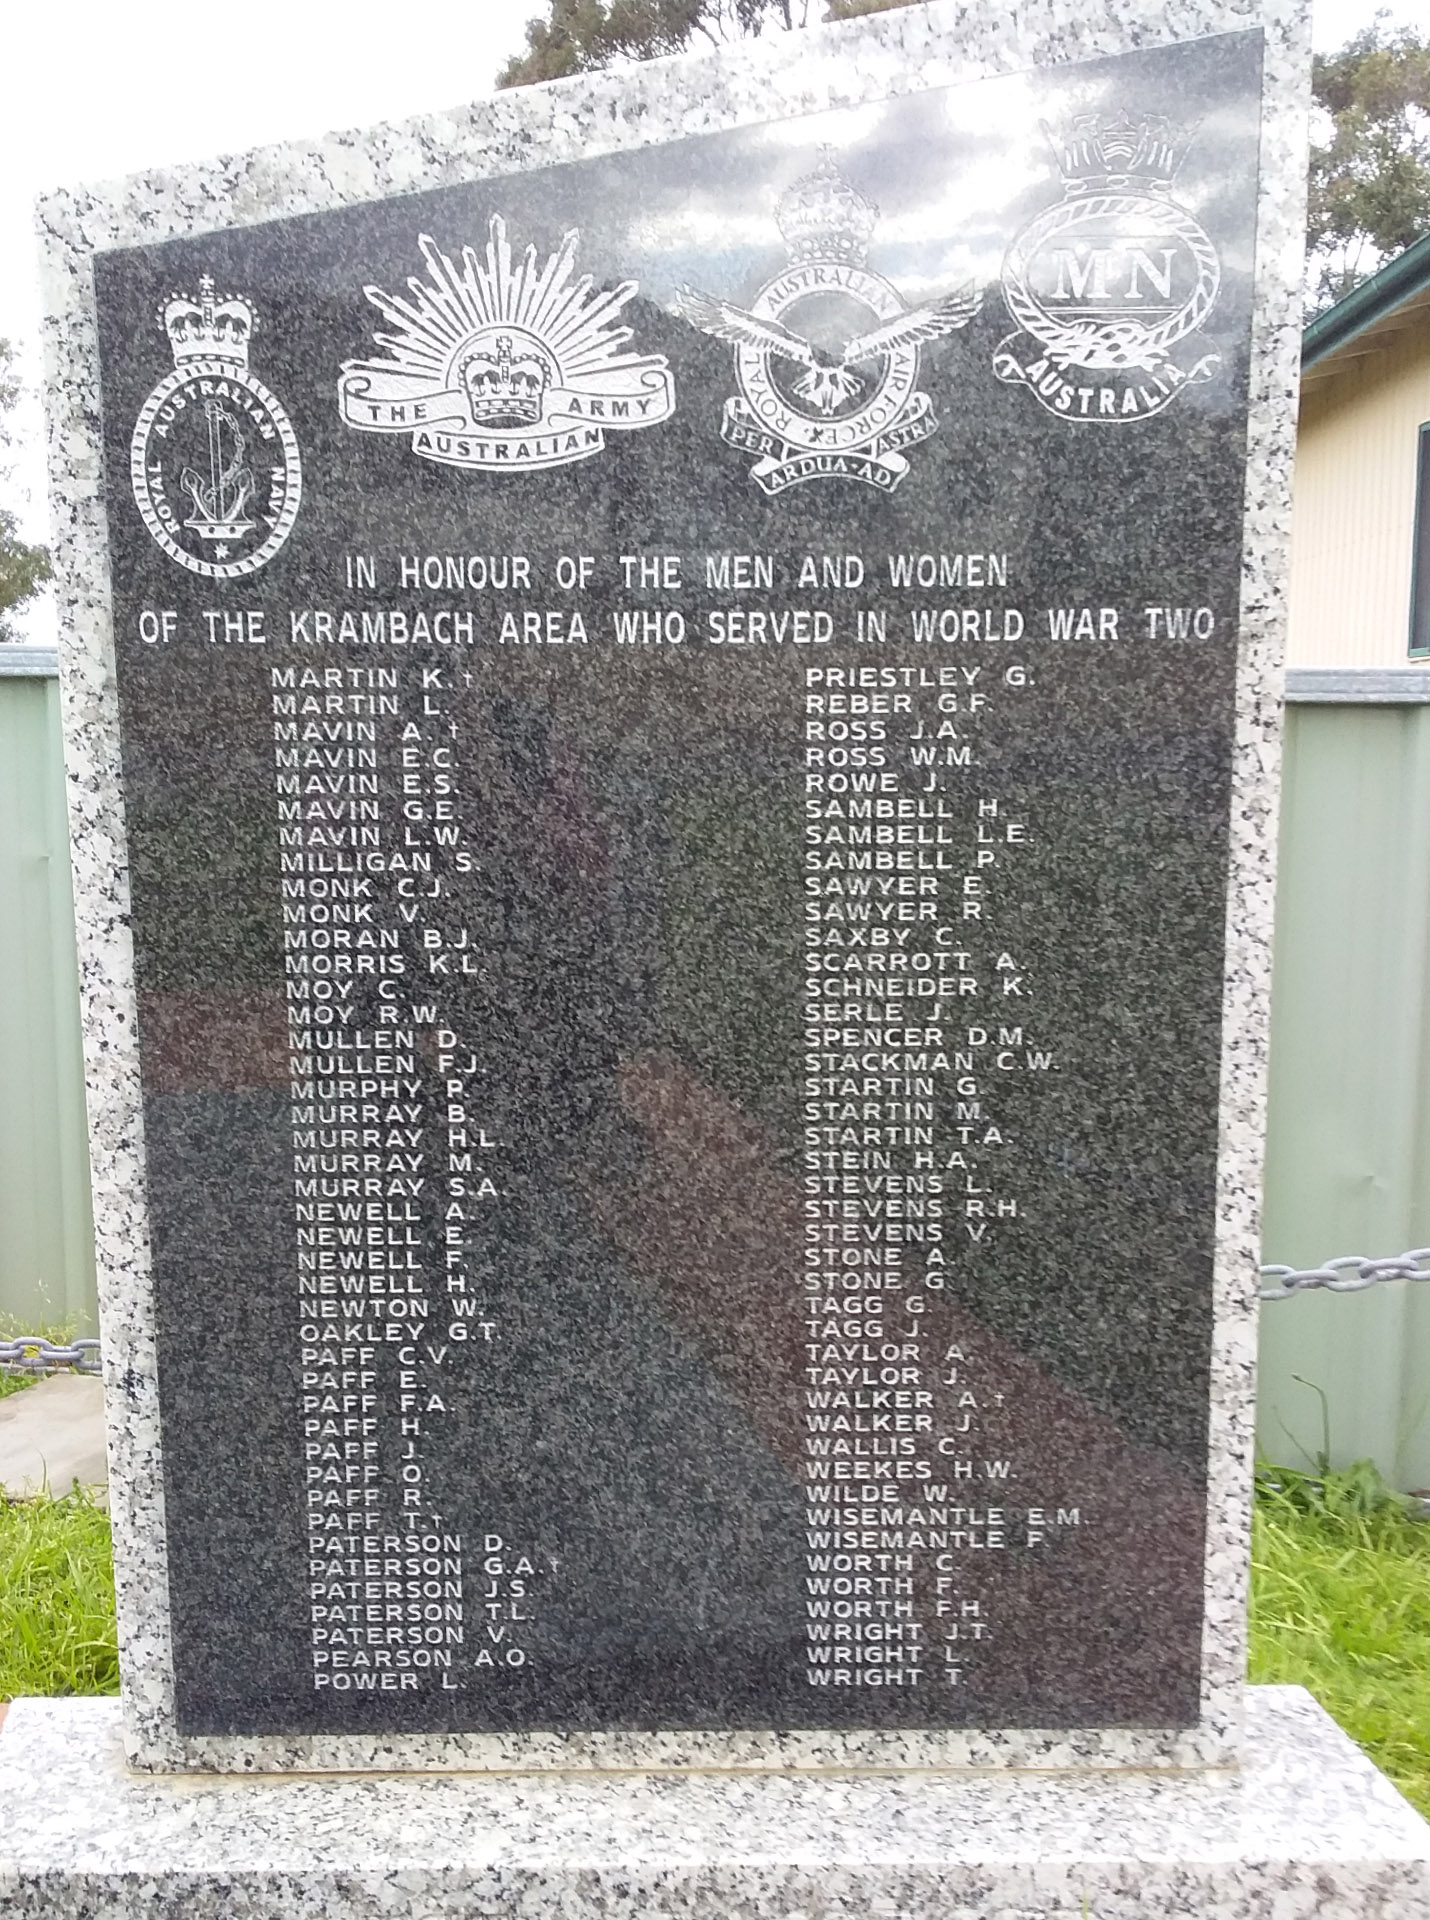 ROYAL AUSTRALIAN NAVY
THE AUSTRALIAN ARMY
ROYAL AUSTRALIAN AIR FORCE
PER ARDUA AD ASTRA
MN
AUSTRALIA
IN HONOUR OF THE MEN AND WOMEN
OF THE KRAMBACH AREA WHO SERVED IN WORLD WAR TWO
MARTIN K. †
MARTIN L.
MAVIN A. †
MAVIN E.C.
MAVIN E.S.
MAVIN G.E.
MAVIN L.W.
MILLIGAN S.
MONK C.J.
MONK V.
MORAN B.J.
MORRIS K.L.
MOY C.
MOY R.W.
MULLEN D.
MULLEN F.J.
MURPHY P.
MURRAY B.
MURRAY H.L.
MURRAY M.
MURRAY S.A.
NEWELL A.
NEWELL E.
NEWELL F.
NEWELL H.
NEWTON W.
OAKLEY G.T.
PAFF C.V.
PAFF E.
PAFF F.A.
PAFF H.
PAFF J.
PAFF O.
PAFF R.
PAFF T. †
PATERSON D.
PATERSON G.A. †
PATERSON J.S.
PATERSON T.L.
PATERSON V.
PEARSON A.O.
POWER L.
PRIESTLEY G.
REBER G.F.
ROSS J.A.
ROSS W.M.
ROWE J.
SAMBELL H.
SAMBELL L.E.
SAMBELL P.
SAWYER E.
SAWYER R.
SAXBY C.
SCARROTT A.
SCHNEIDER K.
SERLE J.
SPENCER D.M.
STACKMAN C.W.
STARTIN G.
STARTIN M.
STARTIN T.A.
STEIN H.A.
STEVENS L.
STEVENS R.H.
STEVENS V.
STONE A.
STONE G
TAGG G.
TAGG J.
TAYLOR A.
TAYLOR J.
WALKER A. †
WALKER J.
WALLIS C.
WEEKES H.W.
WILDE W.
WISEMANTLE E.M.
WISEMANTLE F
WORTH C.
WORTH F.
WORTH F.H.
WRIGHT J.T.
WRIGHT L.
WRIGHT T.